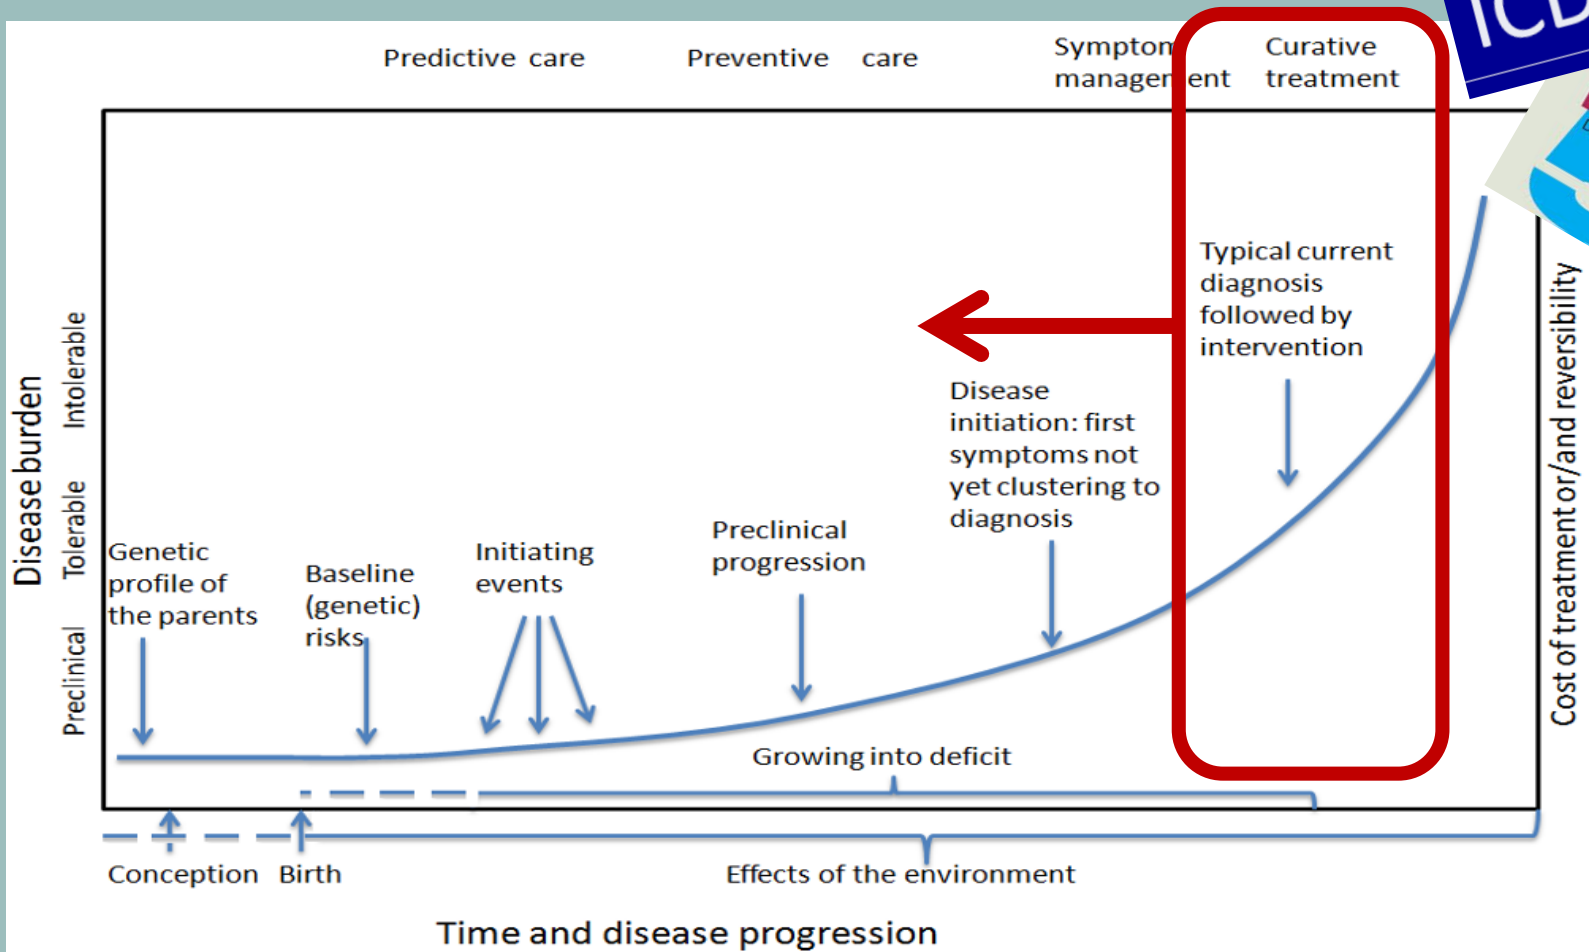 Predictive care
Preventive care
Symptom
management
Curative
treatment
Typical current
diagnosis
followed by
intervention
Disease
initiation: first
symptoms not
yet clustering to
diagnosis
Preclinical
progression
Initiating
events
Baseline
(genetic)
risks
Genetic
profile of
the parents
Disease burden
Intolerable
Tolerable
Preclinical
Cost of treatment or/and reversibility
Growing into deficit
Conception
Birth
Effects of the environment
Time and disease progression